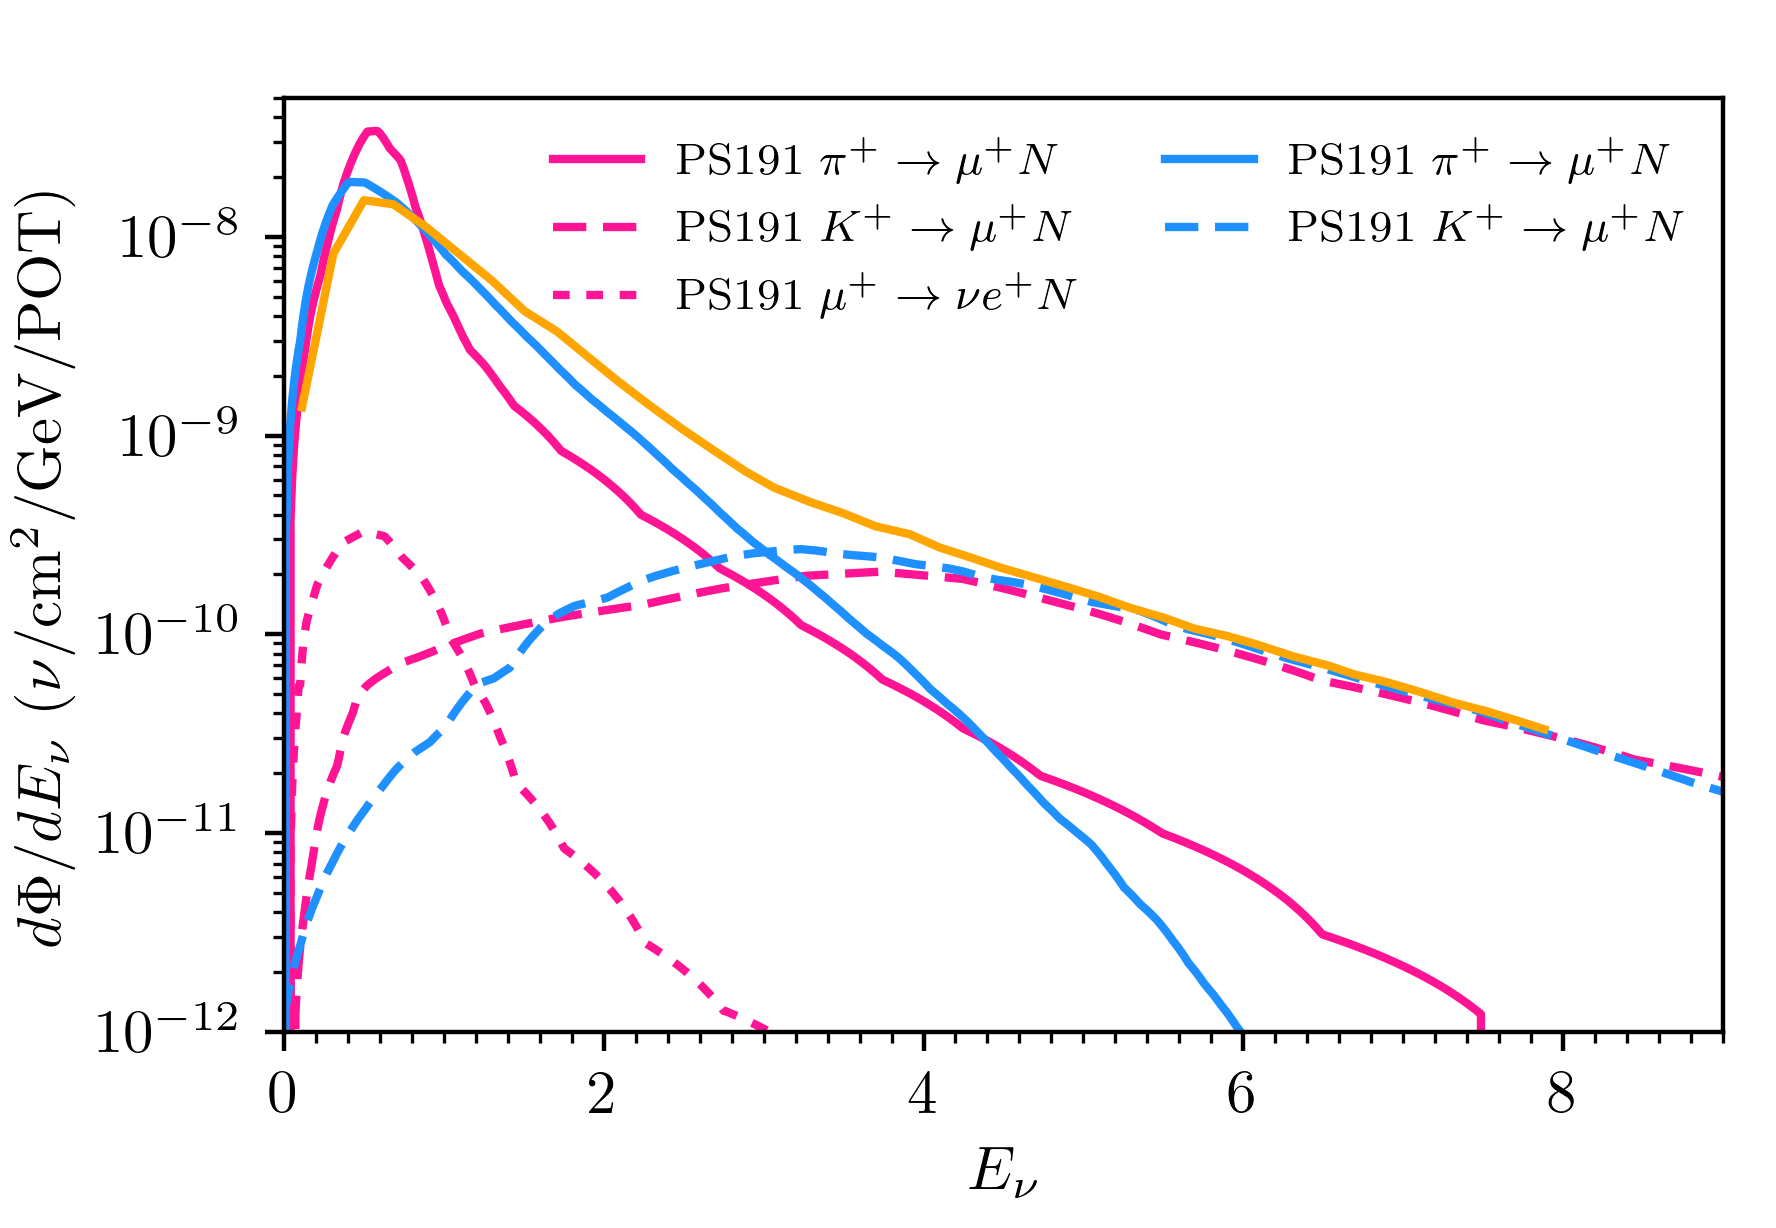 PS191 π⁺ → μ⁺N PS191 π⁺ → μ⁺N
PS191 K⁺ → μ⁺N PS191 K⁺ → μ⁺N
PS191 μ⁺ → νe⁺N
10⁻⁸
10⁻⁹
10⁻¹⁰
10⁻¹¹
10⁻¹²
dΦ/dE_ν (ν/cm²/GeV/POT)
0 2 4 6 8
E_ν